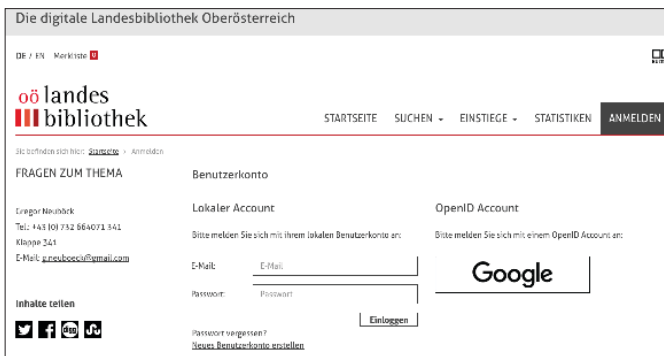 Die digitale Landesbibliothek Oberösterreich
DE / EN Merkliste 0
oö landes
bibliothek
STARTSEITE SUCHEN EINSTIEGE STATISTIKEN ANMELDEN
Sie befinden sich hier: Startseite › Anmelden
FRAGEN ZUM THEMA
Gregor Neuböck
Tel.: +43 (0) 732 664071 341
Klappe 341
E-Mail: g.neuboeck@gmail.com
Inhalte teilen
digg
Benutzerkonto
Lokaler Account
Bitte melden Sie sich mit ihrem lokalen Benutzerkonto an:
E-Mail: E-Mail
Passwort: Passwort
Einloggen
Passwort vergessen?
Neues Benutzerkonto erstellen
OpenID Account
Bitte melden Sie sich mit einem OpenID Account an:
Google